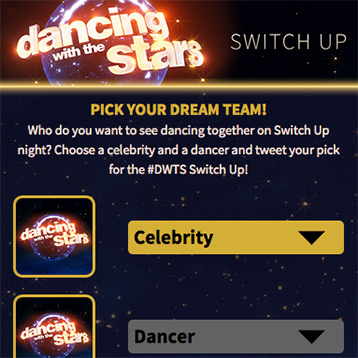 dancing
with the
stars
SWITCH UP
PICK YOUR DREAM TEAM!
Who do you want to see dancing together on Switch Up
night? Choose a celebrity and a dancer and tweet your pick
for the #DWTS Switch Up!
dancing
with the
stars
Celebrity
dancing
with the
stars
Dancer